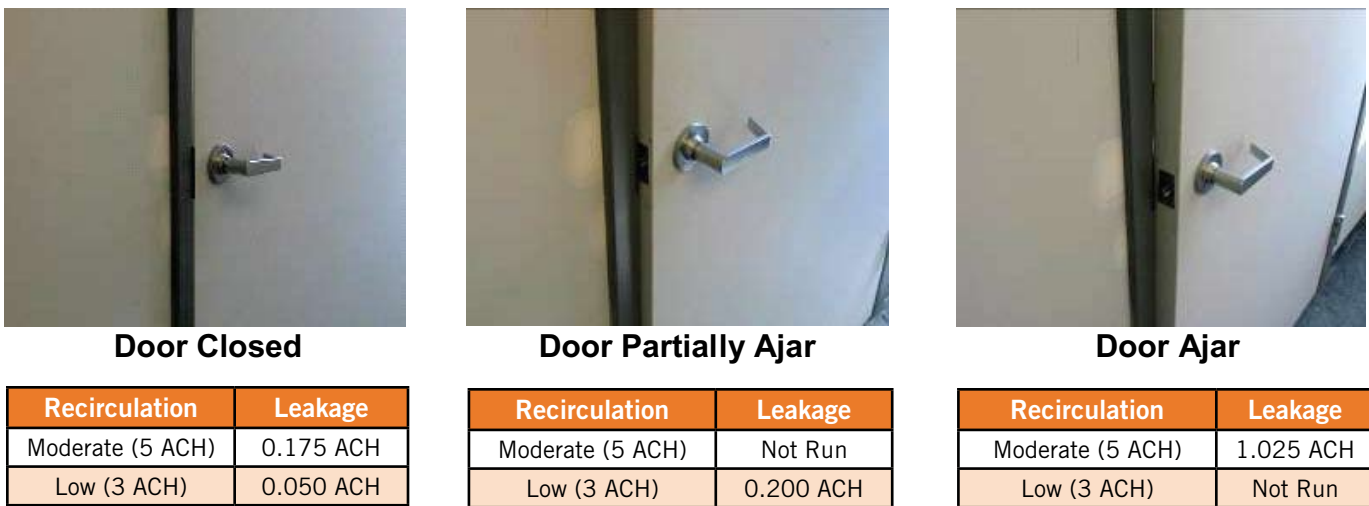 Door Closed
Recirculation Leakage
Moderate (5 ACH) 0.175 ACH
Low (3 ACH) 0.050 ACH
Door Partially Ajar
Recirculation Leakage
Moderate (5 ACH) Not Run
Low (3 ACH) 0.200 ACH
Door Ajar
Recirculation Leakage
Moderate (5 ACH) 1.025 ACH
Low (3 ACH) Not Run